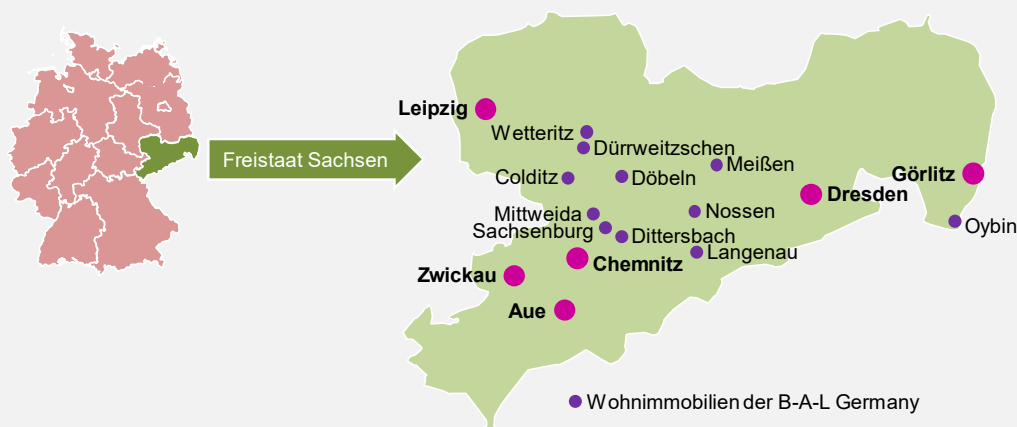 Leipzig
Wetteritz
Dürrweitzschen
Freistaat Sachsen
Meißen
Colditz
Döbeln
Görlitz
Dresden
Mittweida
Nossen
Sachsenburg
Oybin
Dittersbach
Langenau
Chemnitz
Zwickau
Aue
Wohnimmobilien der B-A-L Germany